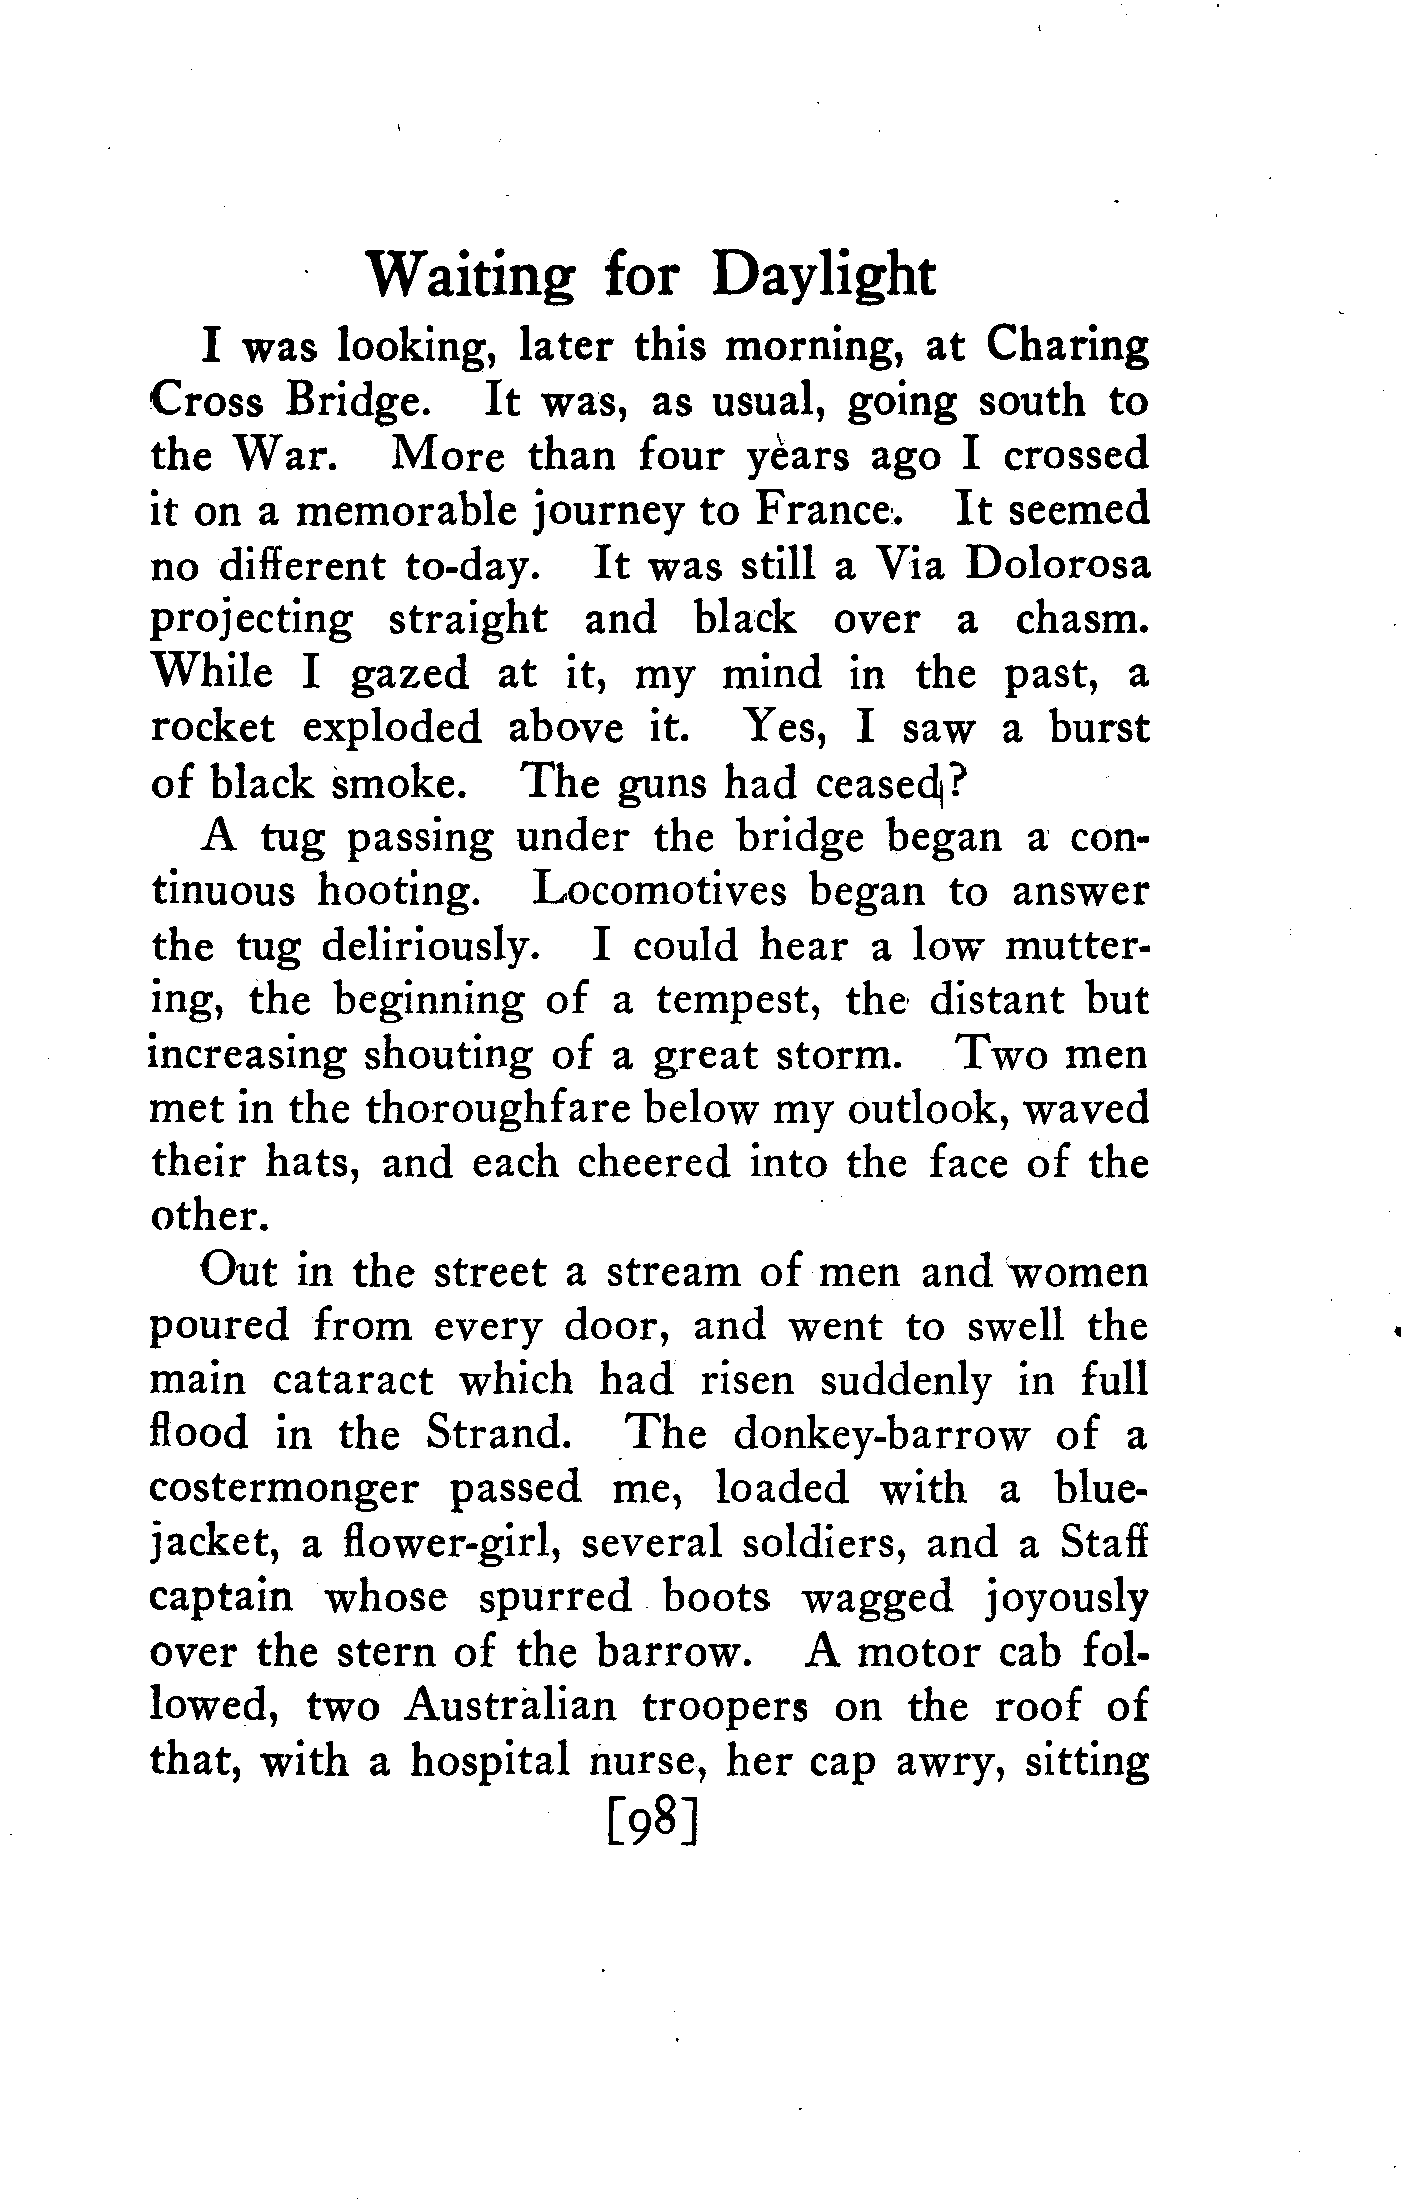 Waiting for Daylight
I was looking, later this morning, at Charing
Cross Bridge. It was, as usual, going south to
the War. More than four years ago I crossed
it on a memorable journey to France. It seemed
no different to-day. It was still a Via Dolorosa
projecting straight and black over a chasm.
While I gazed at it, my mind in the past, a
rocket exploded above it. Yes, I saw a burst
of black smoke. The guns had ceased?
A tug passing under the bridge began a con-
tinuous hooting. Locomotives began to answer
the tug deliriously. I could hear a low mutter-
ing, the beginning of a tempest, the distant but
increasing shouting of a great storm. Two men
met in the thoroughfare below my outlook, waved
their hats, and each cheered into the face of the
other.
Out in the street a stream of men and women
poured from every door, and went to swell the
main cataract which had risen suddenly in full
flood in the Strand. The donkey-barrow of a
costermonger passed me, loaded with a blue-
jacket, a flower-girl, several soldiers, and a Staff
captain whose spurred boots wagged joyously
over the stern of the barrow. A motor cab fol-
lowed, two Australian troopers on the roof of
that, with a hospital nurse, her cap awry, sitting
[98]